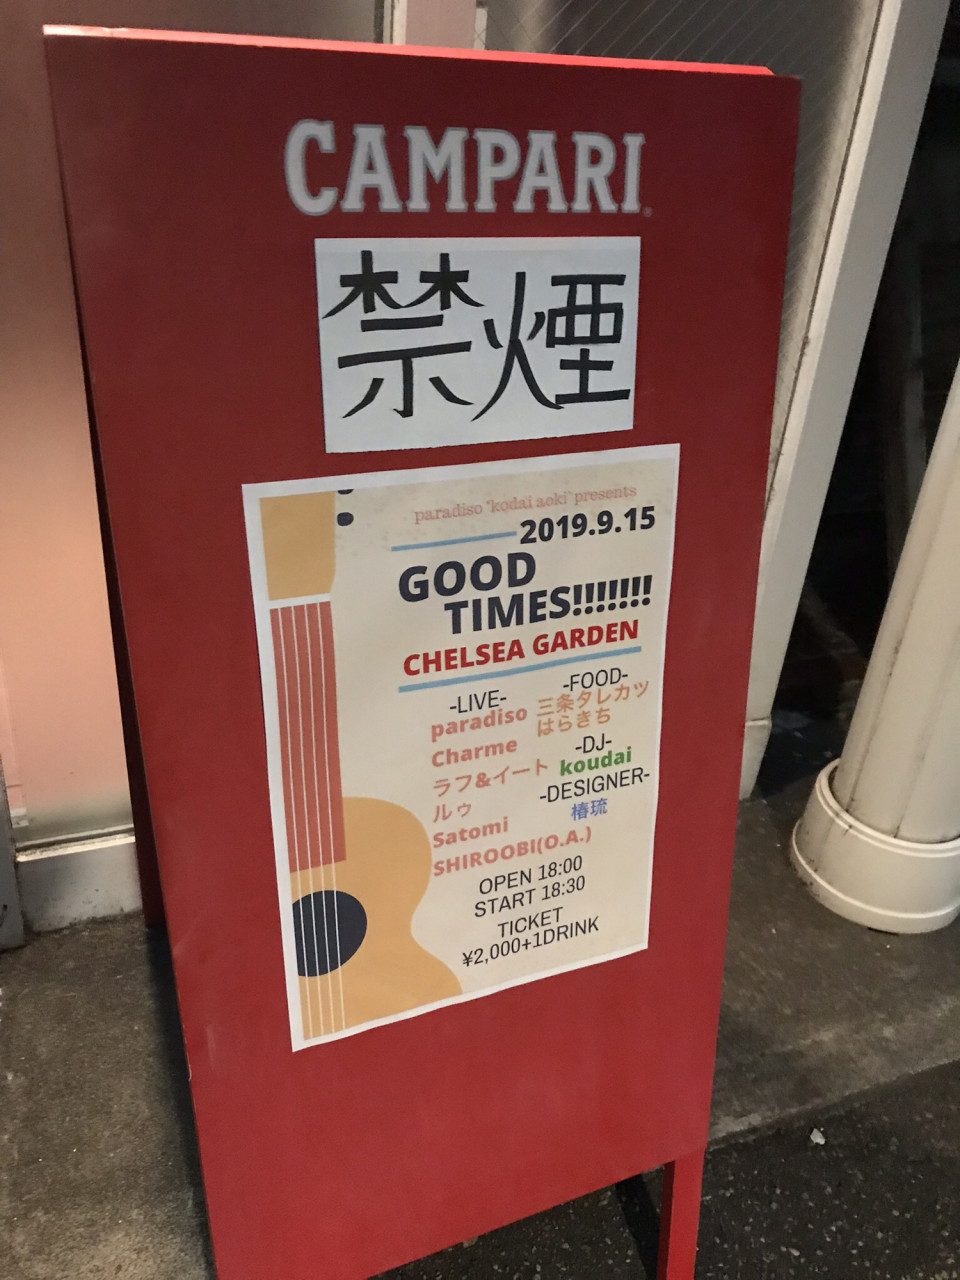 CAMPARI
禁煙
paradiso 'kodai aoki' presents
2019.9.15
GOOD
TIMES!!!!!!!
CHELSEA GARDEN
-LIVE-
paradiso
Charme
ラフ&イート
ルゥ
Satomi
SHIROOBI(O.A.)
-FOOD-
三条タレカツ
はらきち
-DJ-
koudai
-DESIGNER-
椿琉
OPEN 18:00
START 18:30
TICKET
¥2,000+1DRINK